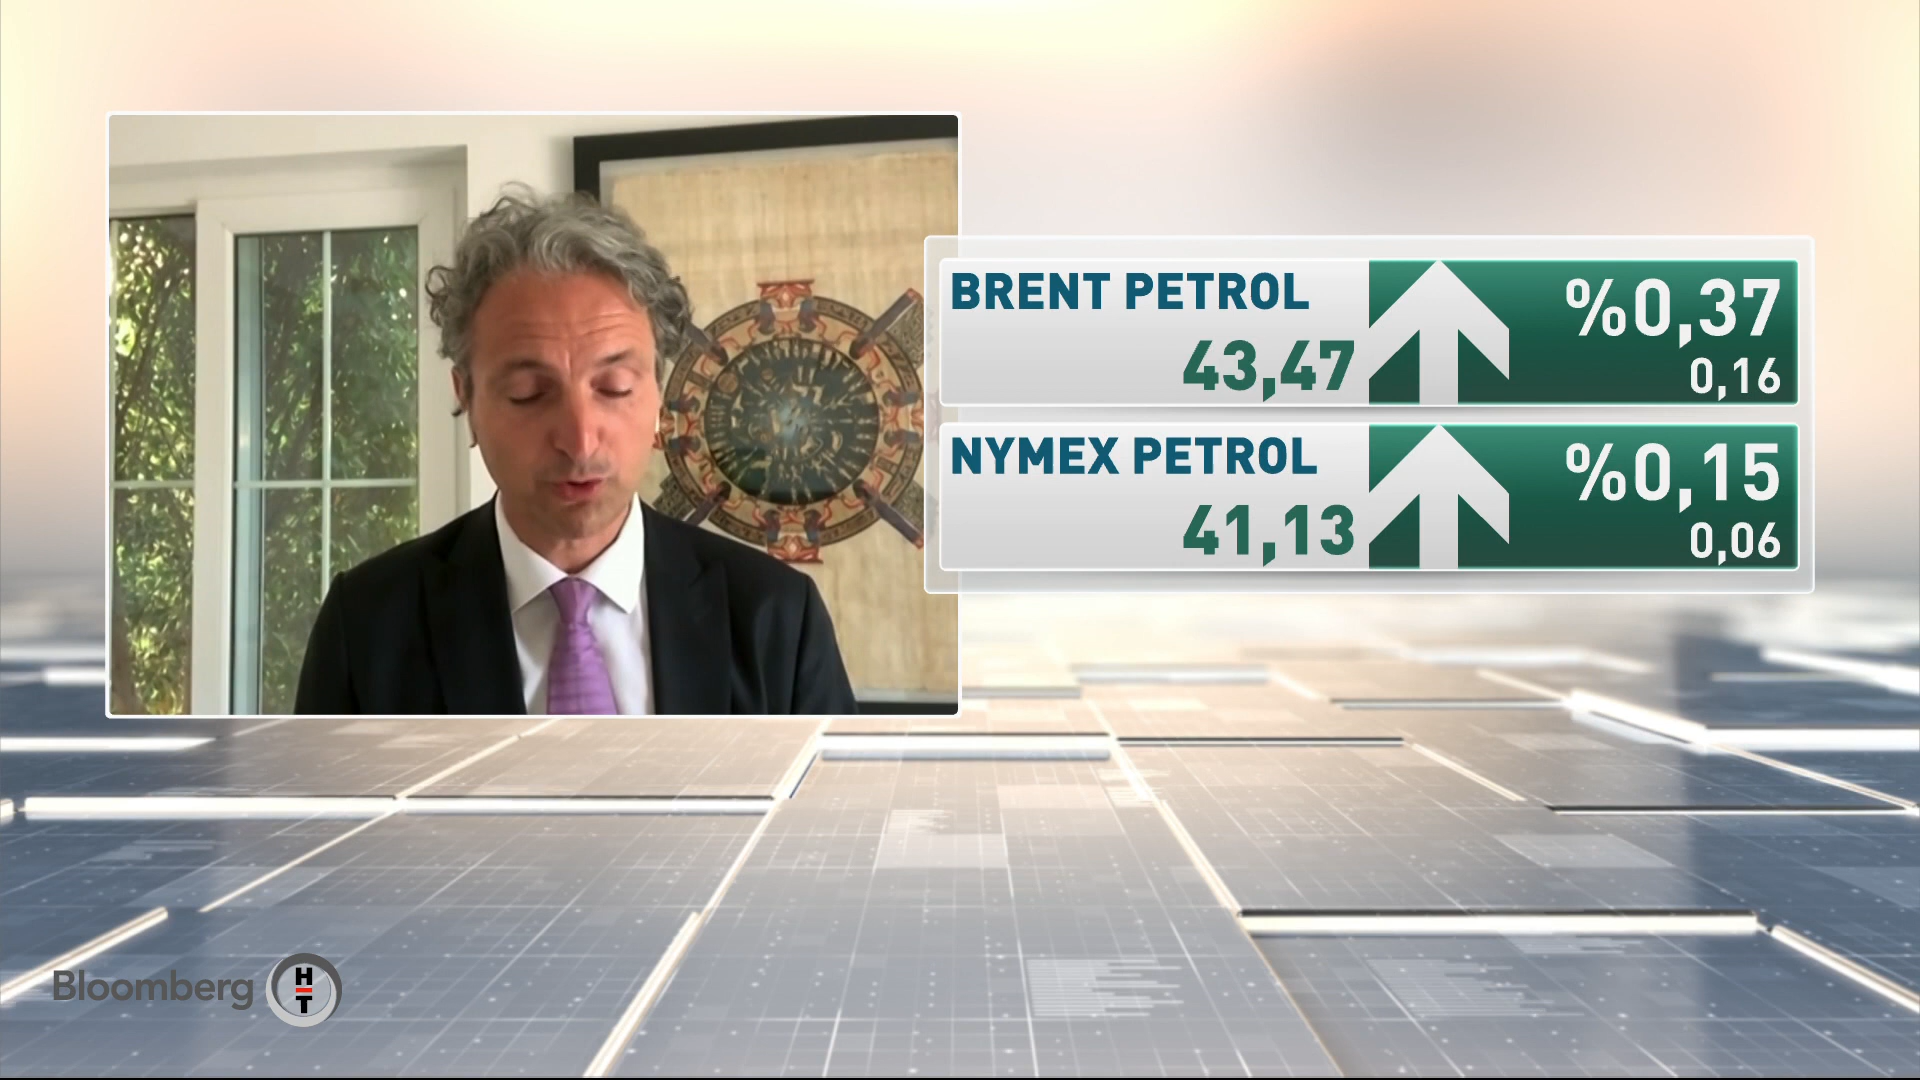 BRENT PETROL
43,47
%0,37
0,16
NYMEX PETROL
41,13
%0,15
0,06
Bloomberg HT